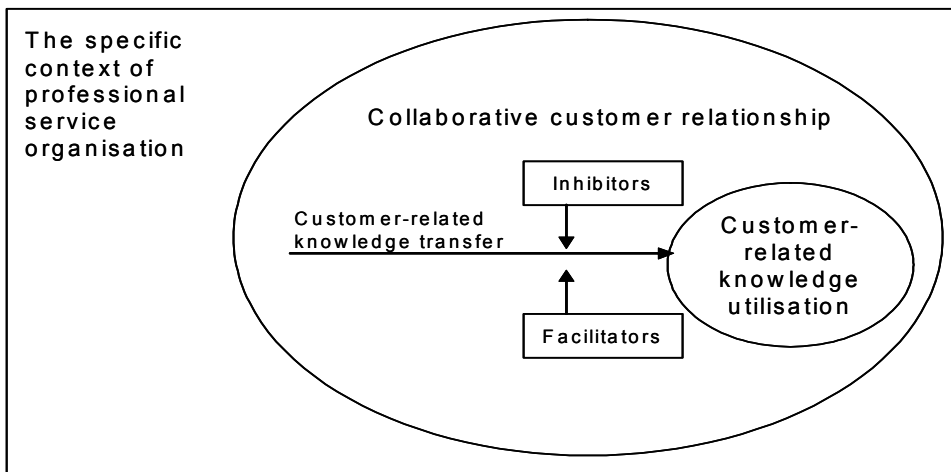 The specific
context of
professional
service
organisation
Collaborative customer relationship
Inhibitors
Customer-related
knowledge transfer
Customer-
related
knowledge
utilisation
Facilitators